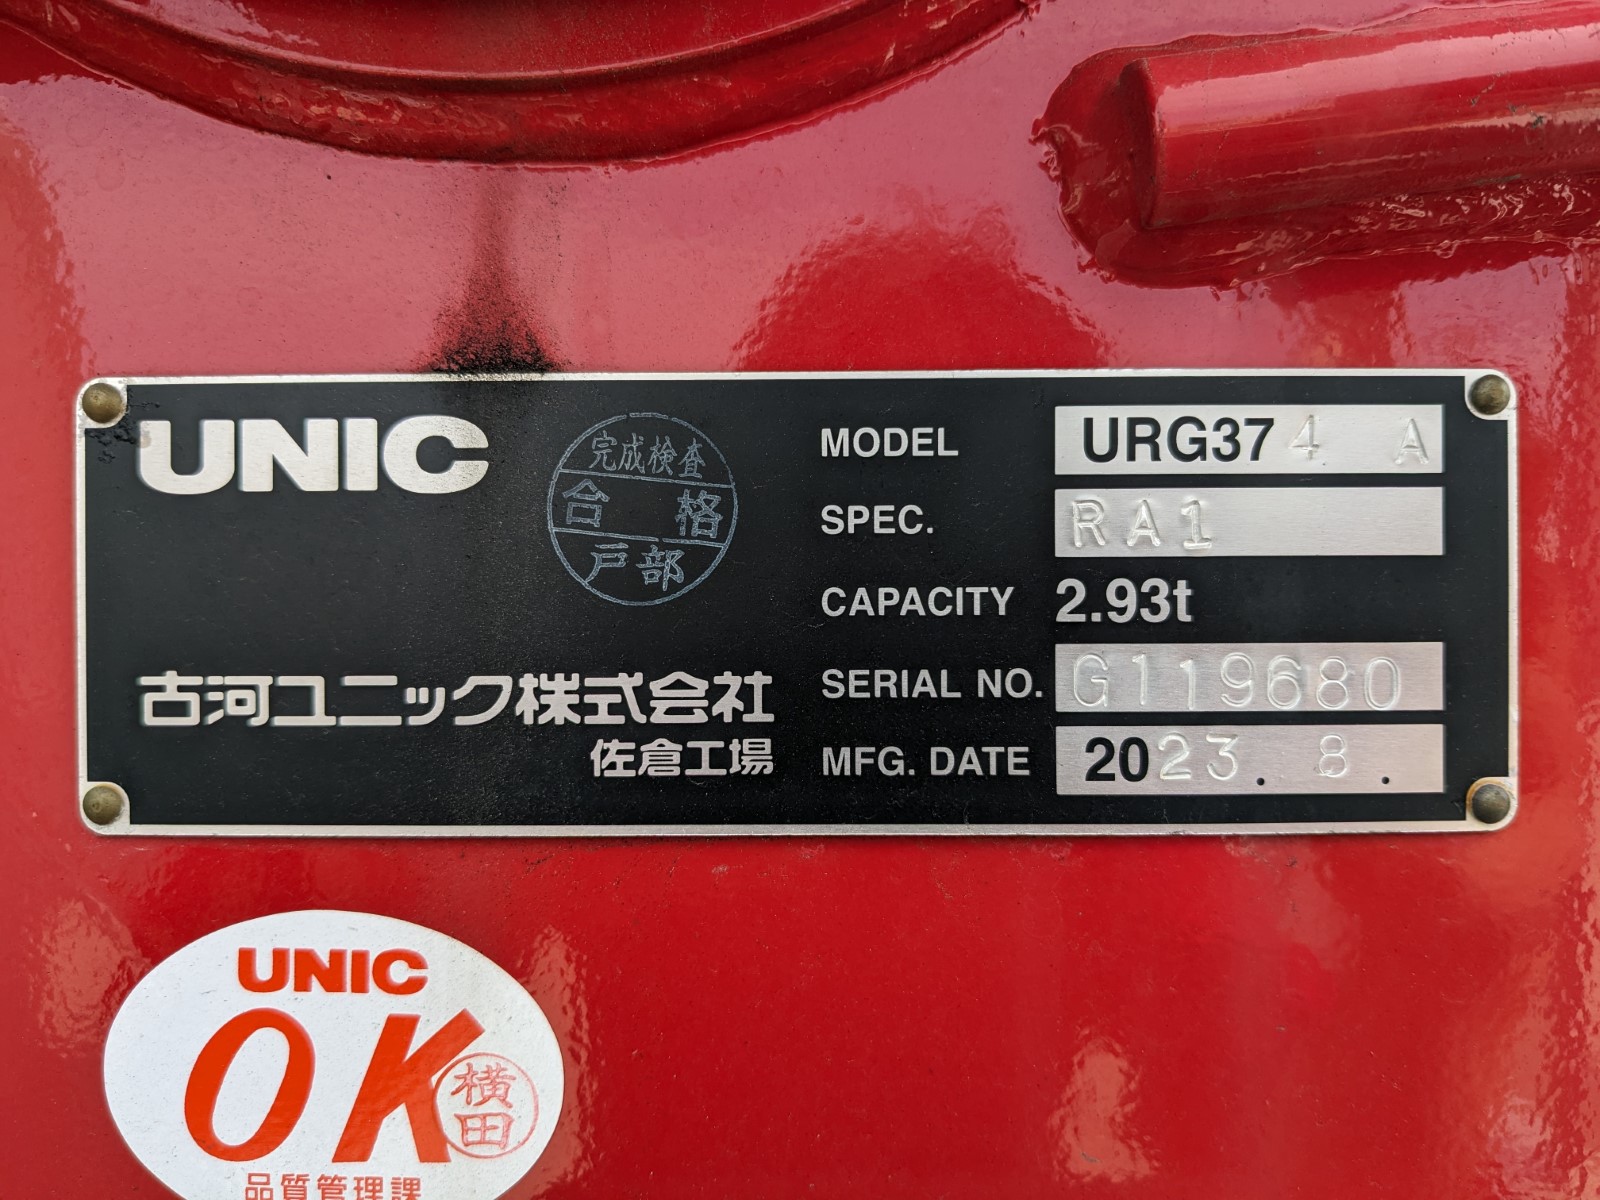 UNIC
完成検査
合格
戸部
古河ユニック株式会社
佐倉工場
MODEL URG374 A
SPEC. RA1
CAPACITY 2.93t
SERIAL NO. G119680
MFG. DATE 2023. 8.
UNIC
OK
横田
品質管理課